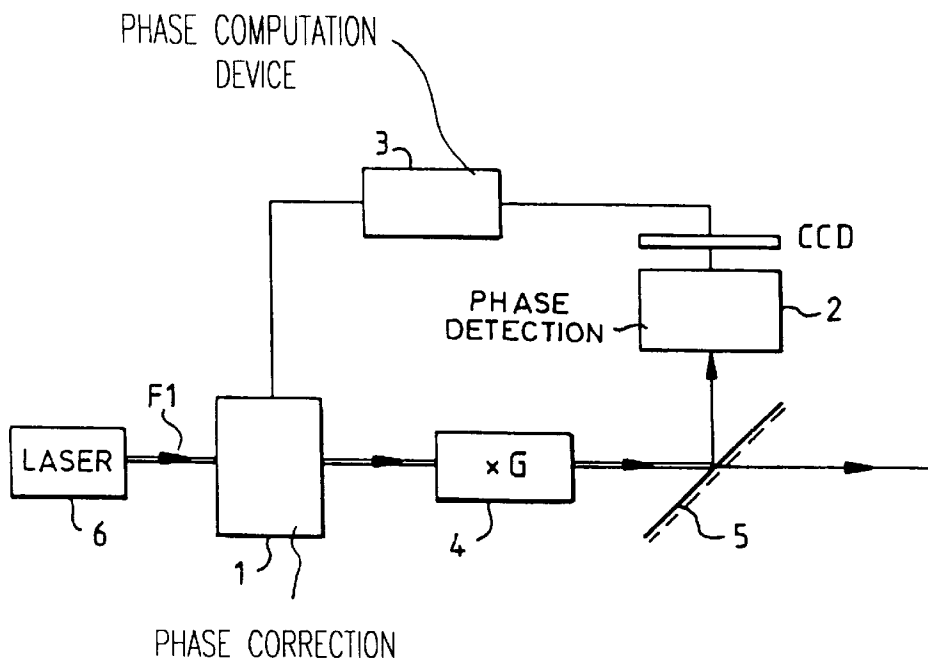 PHASE COMPUTATION
DEVICE
3
CCD
PHASE
DETECTION
2
F1
LASER
× G
6
1
4
5
PHASE CORRECTION